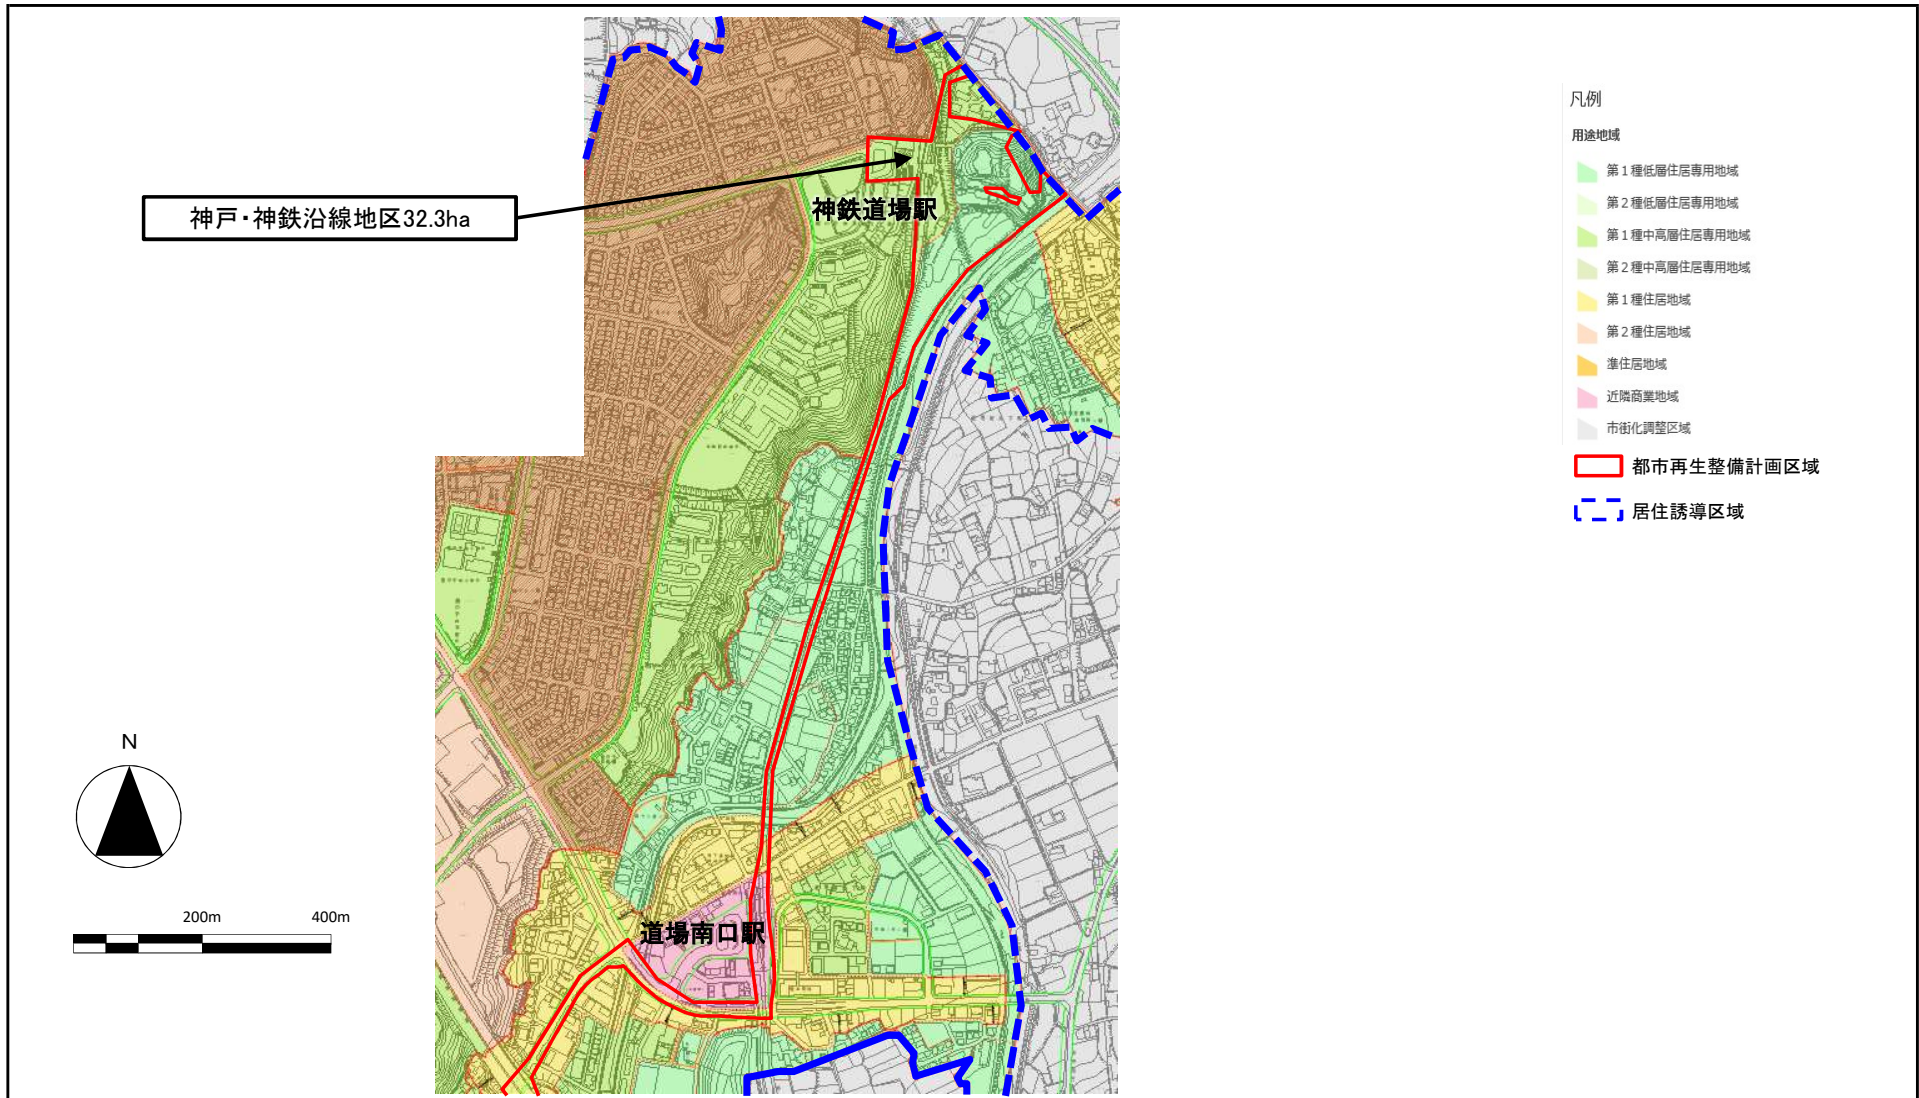 神戸・神鉄沿線地区32.3ha
神鉄道場駅
道場南口駅
N
200m
400m
凡例
用途地域
第1種低層住居専用地域
第2種低層住居専用地域
第1種中高層住居専用地域
第2種中高層住居専用地域
第1種住居地域
第2種住居地域
準住居地域
近隣商業地域
市街化調整区域
都市再生整備計画区域
居住誘導区域